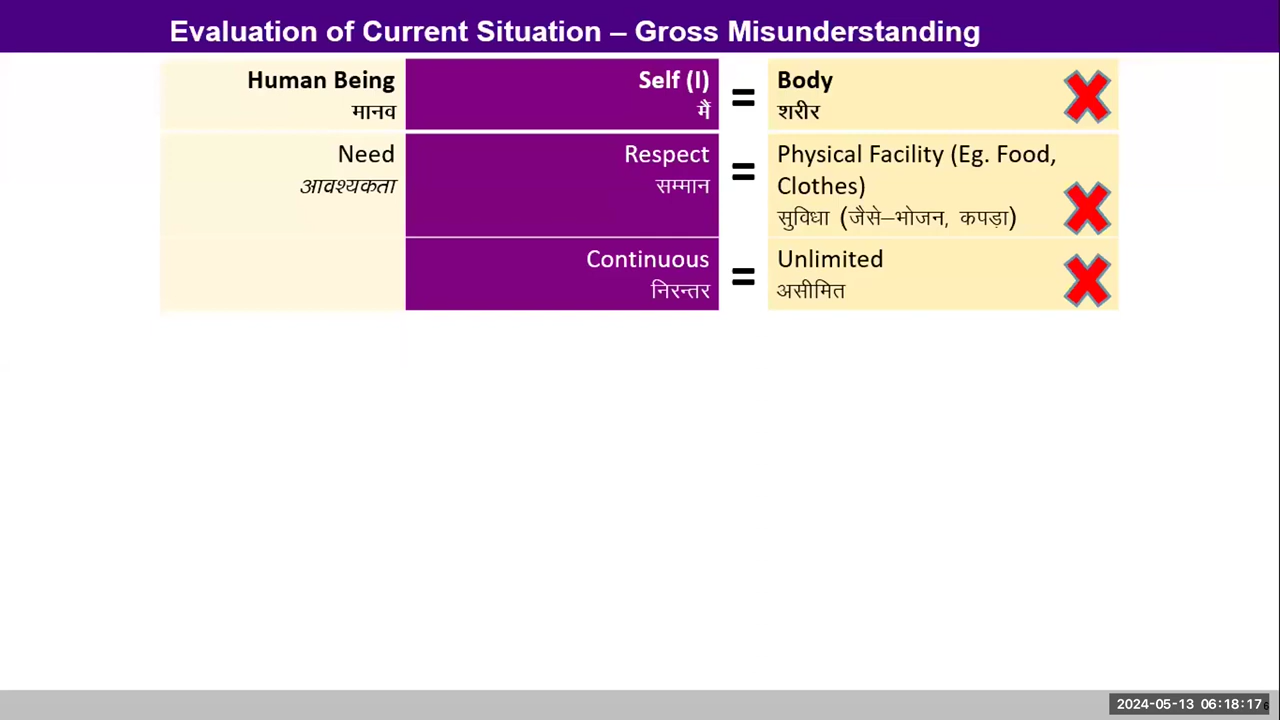 Evaluation of Current Situation – Gross Misunderstanding
Human Being
मानव
Self (I)
मैं
=
Body
शरीर
Need
आवश्यकता
Respect
सम्मान
=
Physical Facility (Eg. Food,
Clothes)
सुविधा (जैसे–भोजन, कपड़ा)
Continuous
निरन्तर
=
Unlimited
असीमित
2024-05-13 06:18:17